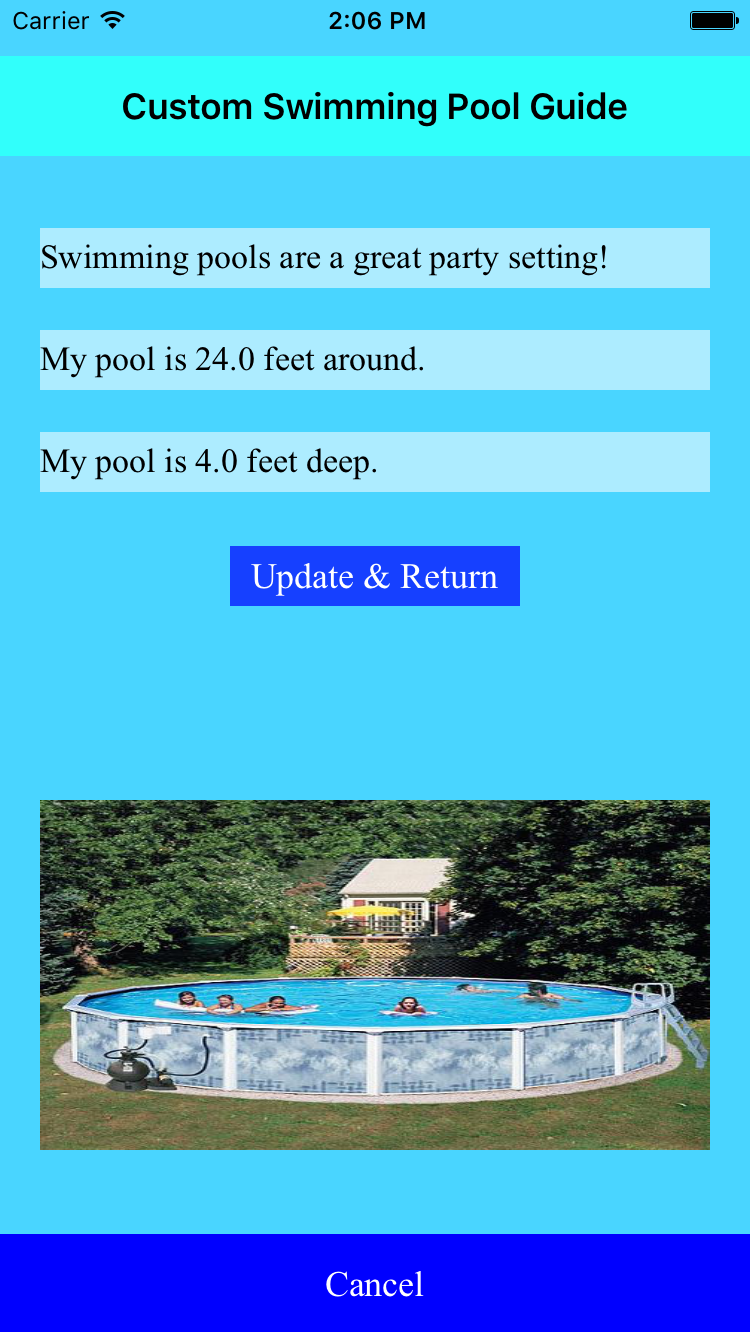 Carrier 2:06 PM
Custom Swimming Pool Guide
Swimming pools are a great party setting!
My pool is 24.0 feet around.
My pool is 4.0 feet deep.
Update & Return
Cancel